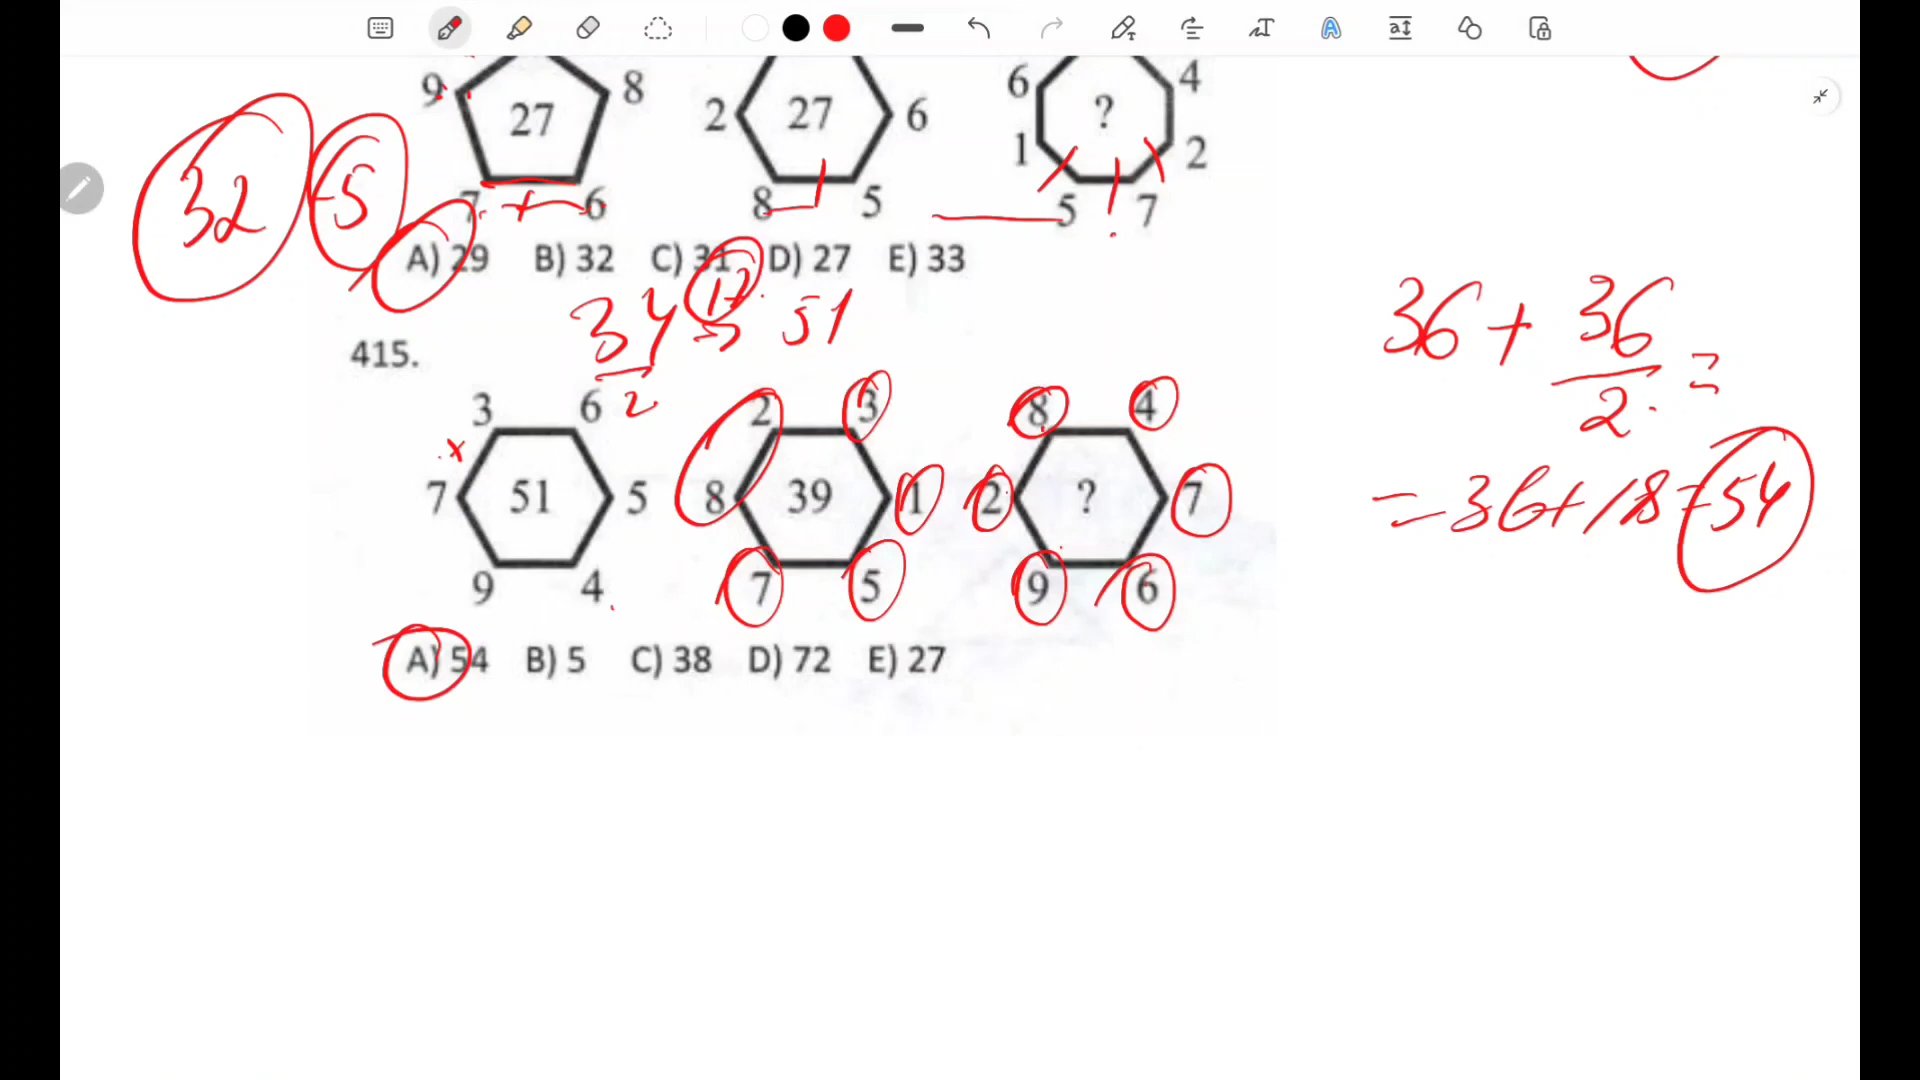 9 27 8
7 + 6
2 27 6
8 5
6 ? 4
1 2
5 7
32 - 5
A) 29 B) 32 C) 31 D) 27 E) 33
34 17 51
2
415.
3 6
7 x 51 5
9 4
2 3
8 39 1
7 5
8 4
2 ? 7
9 6
A) 54 B) 5 C) 38 D) 72 E) 27
36 + 36 =
2
= 36 + 18 = 54